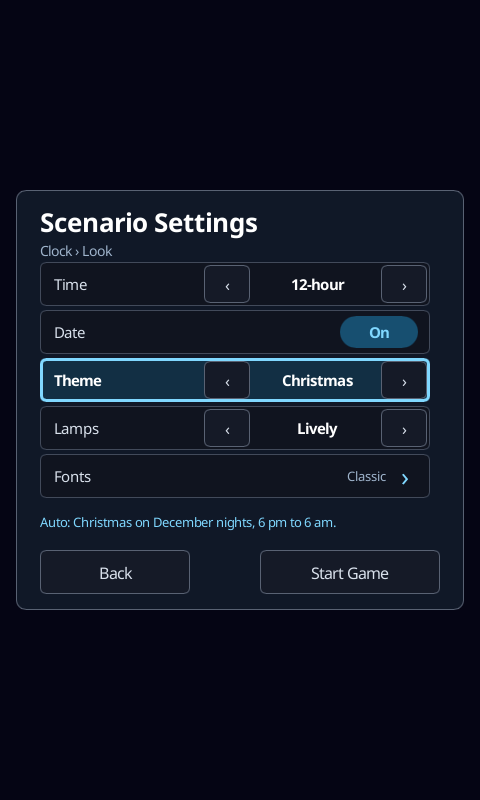 Scenario Settings
Clock › Look
Time ‹ 12-hour ›
Date On
Theme ‹ Christmas ›
Lamps ‹ Lively ›
Fonts Classic ›
Auto: Christmas on December nights, 6 pm to 6 am.
Back Start Game